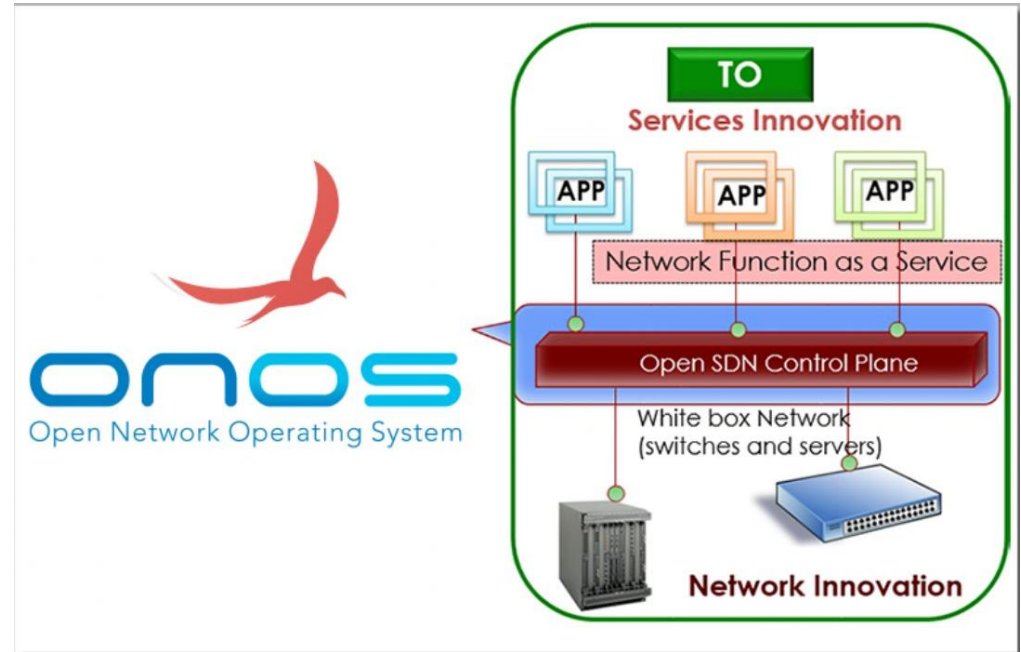 onos
Open Network Operating System
TO
Services Innovation
APP
APP
APP
Network Function as a Service
Open SDN Control Plane
White box Network
(switches and servers)
Network Innovation